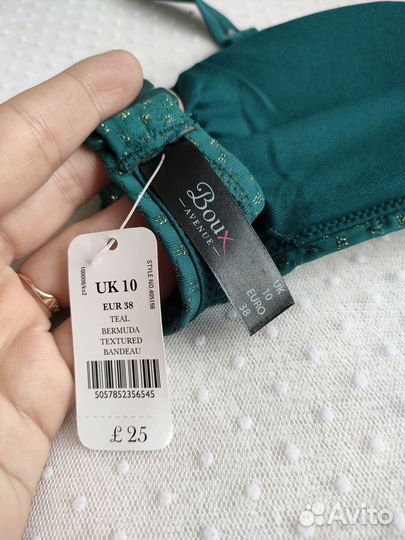 UK 10
EUR 38
TEAL
BERMUDA
TEXTURED
BANDEAU
5057852356545
£25
STYLE NO 405156
Boux
AVENUE
UK
10
EURO
38
Avito